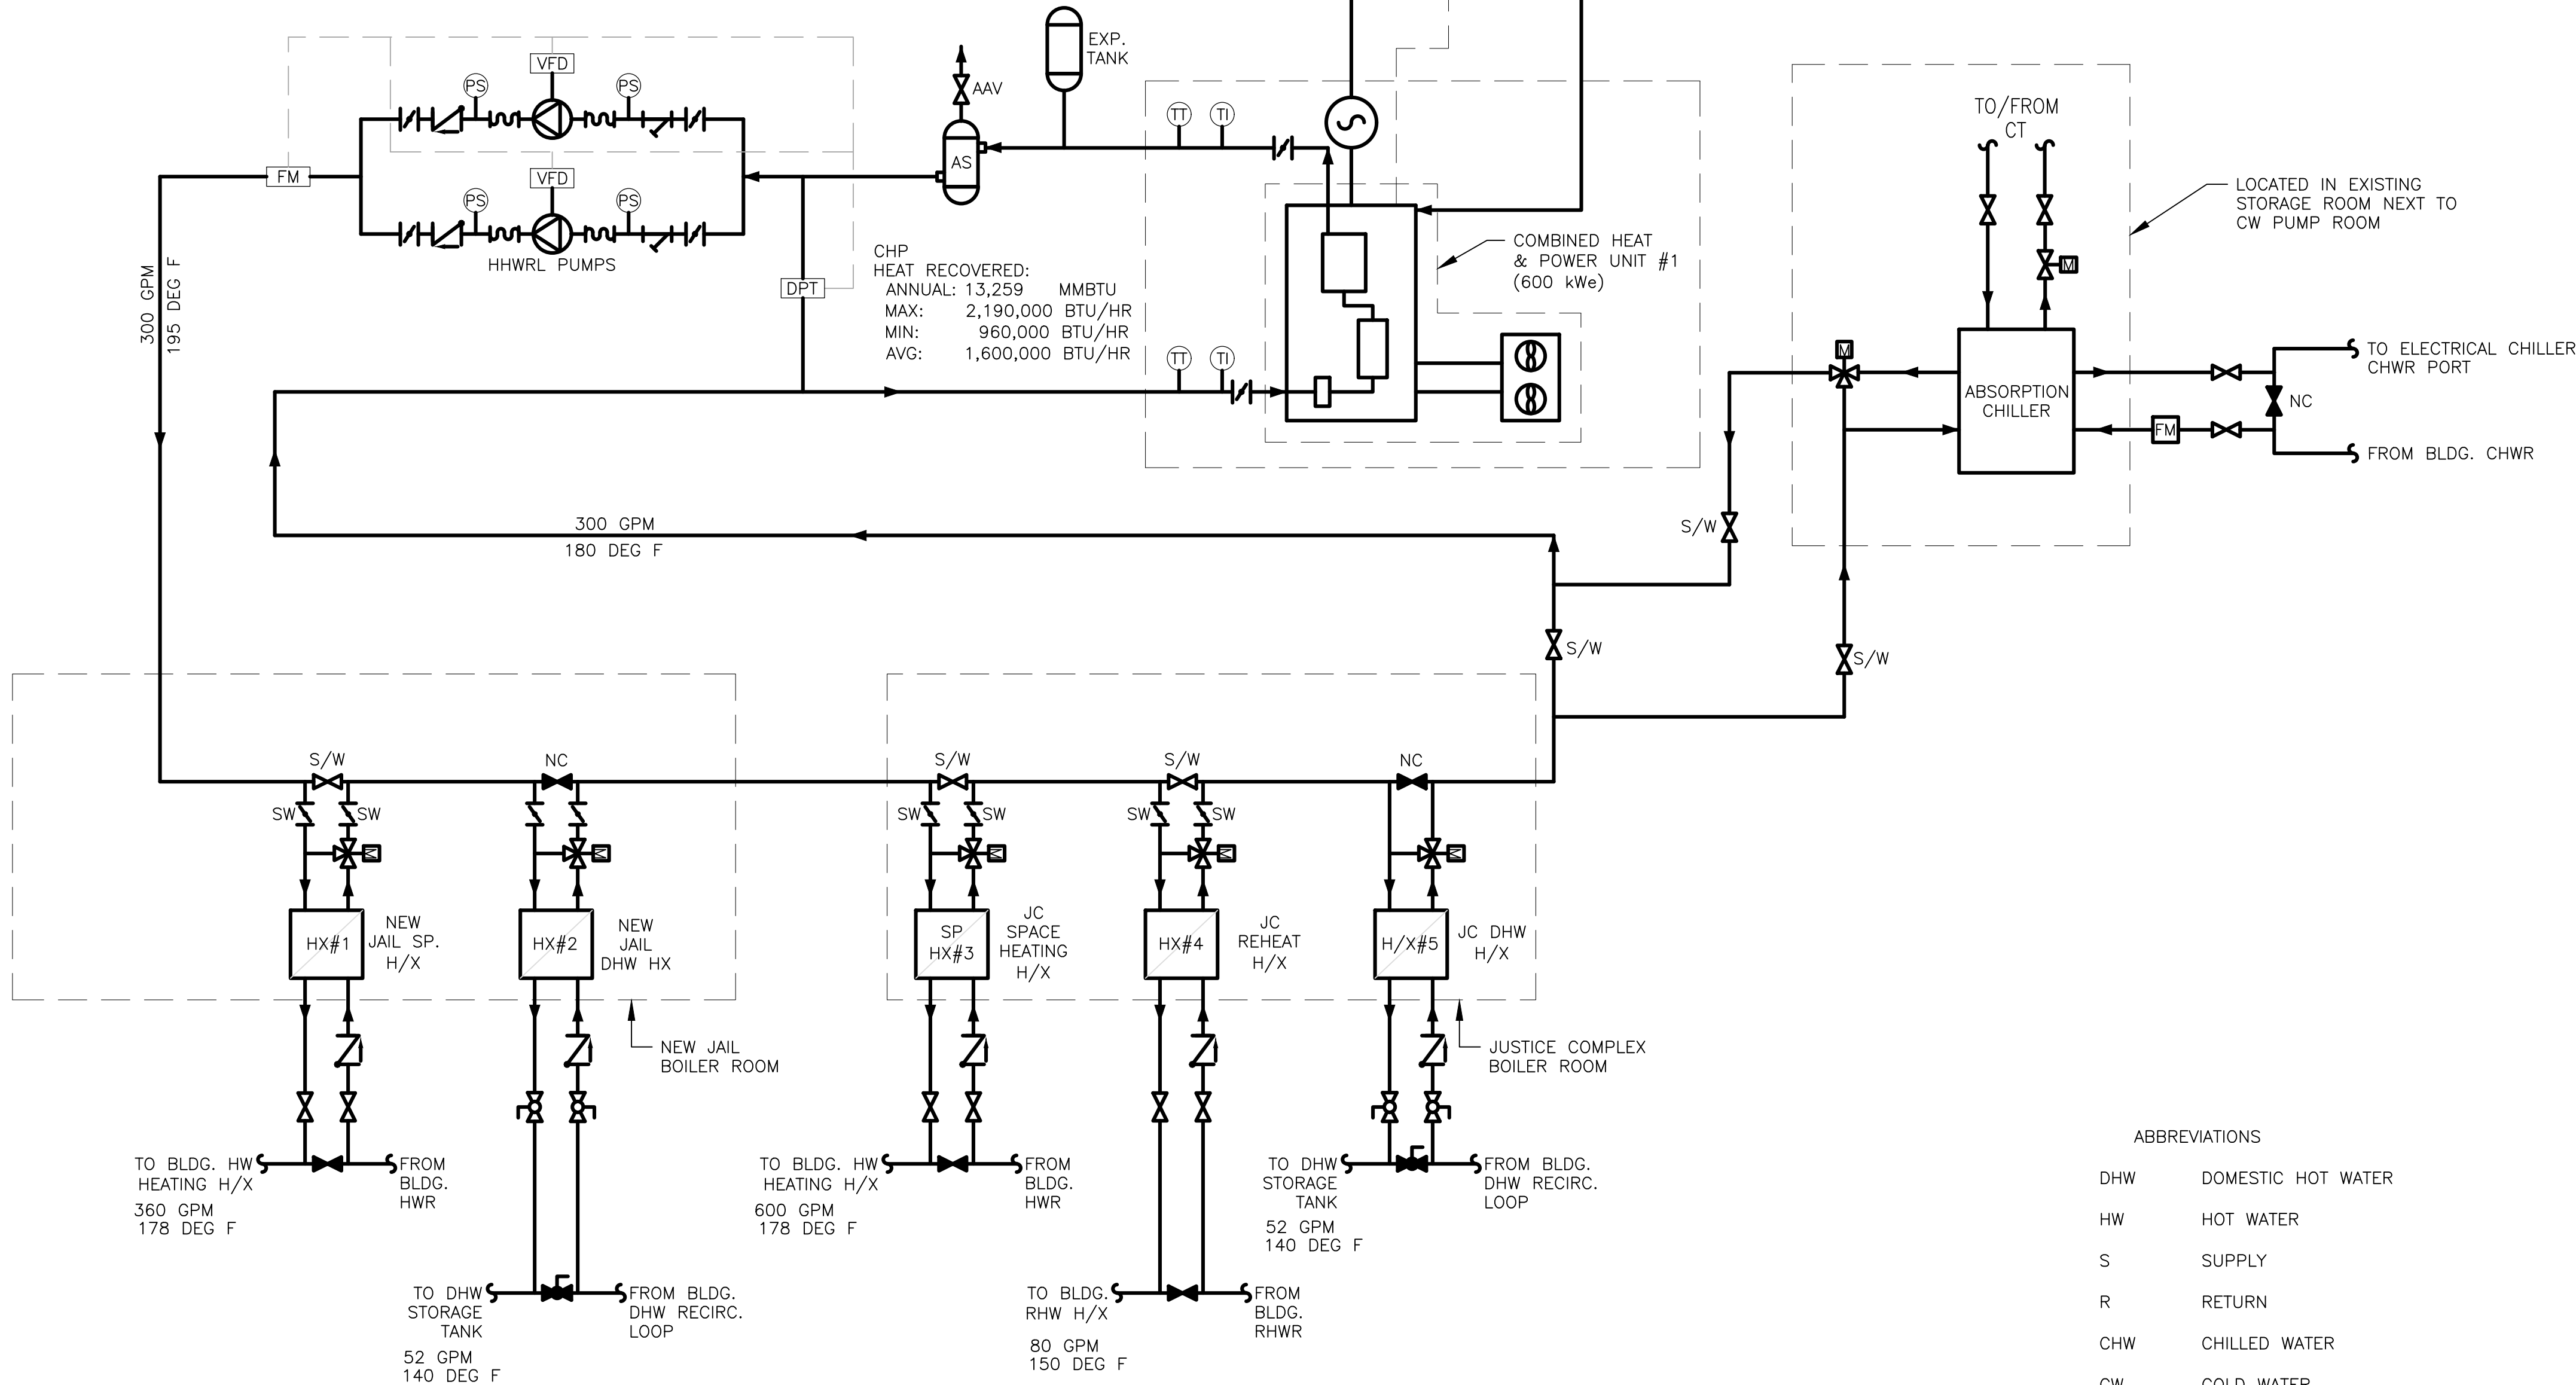 EXP.
TANK
AAV
VFD
PS
PS
AS
FM
VFD
PS
PS
HHWRL PUMPS
DPT
300 GPM
195 DEG F
CHP
HEAT RECOVERED:
ANNUAL: 13,259 MMBTU
MAX: 2,190,000 BTU/HR
MIN: 960,000 BTU/HR
AVG: 1,600,000 BTU/HR
TT
TI
TT
TI
COMBINED HEAT
& POWER UNIT #1
(600 kWe)
TO/FROM
CT
M
M
ABSORPTION
CHILLER
LOCATED IN EXISTING
STORAGE ROOM NEXT TO
CW PUMP ROOM
TO ELECTRICAL CHILLER
CHWR PORT
NC
FM
FROM BLDG. CHWR
300 GPM
180 DEG F
S/W
S/W
S/W
S/W
NC
S/W
S/W
NC
SW
SW
SW
SW
SW
SW
M
M
M
M
M
HX#1
NEW
JAIL SP.
H/X
HX#2
NEW
JAIL
DHW HX
SP
HX#3
JC
SPACE
HEATING
H/X
HX#4
JC
REHEAT
H/X
H/X#5
JC DHW
H/X
NEW JAIL
BOILER ROOM
JUSTICE COMPLEX
BOILER ROOM
TO BLDG. HW
HEATING H/X
360 GPM
178 DEG F
FROM
BLDG.
HWR
TO DHW
STORAGE
TANK
52 GPM
140 DEG F
FROM BLDG.
DHW RECIRC.
LOOP
TO BLDG. HW
HEATING H/X
600 GPM
178 DEG F
FROM
BLDG.
HWR
TO BLDG.
RHW H/X
80 GPM
150 DEG F
FROM
BLDG.
RHWR
TO DHW
STORAGE
TANK
52 GPM
140 DEG F
FROM BLDG.
DHW RECIRC.
LOOP
ABBREVIATIONS
DHW DOMESTIC HOT WATER
HW HOT WATER
S SUPPLY
R RETURN
CHW CHILLED WATER
CW COLD WATER